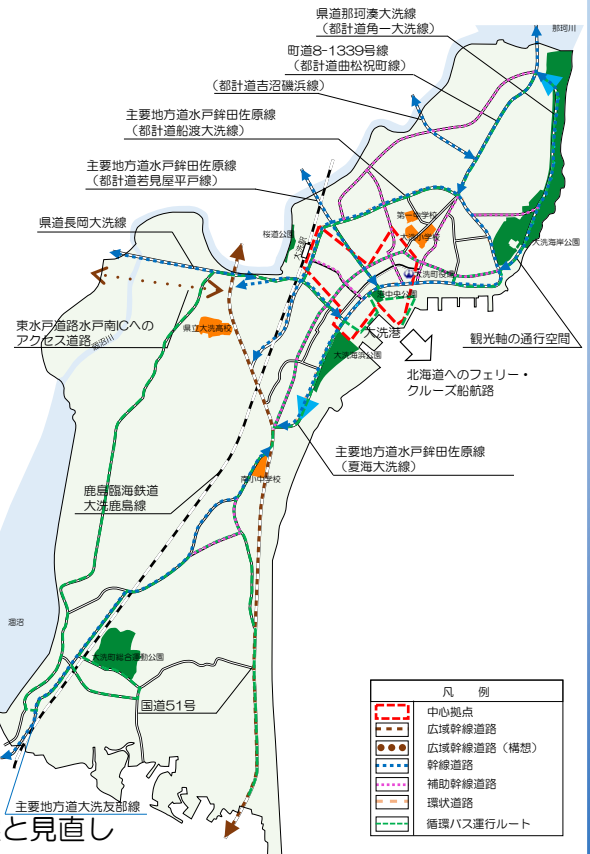 県道那珂湊大洗線
（都計道角一大洗線）
那珂川
町道8-1339号線
（都計道曲松祝町線）
（都計道吉沼磯浜線）
主要地方道水戸鉾田佐原線
（都計道船渡大洗線）
主要地方道水戸鉾田佐原線
（都計道若見屋平戸線）
県道長岡大洗線
桜道公園
大洗駅
第一中学校
大洗小学校
大洗海岸公園
大洗町役場
中央公園
大洗港
東水戸道路水戸南ICへの
アクセス道路
涸沼川
県立大洗高校
大洗海浜公園
観光軸の通行空間
北海道へのフェリー・
クルーズ船航路
主要地方道水戸鉾田佐原線
（夏海大洗線）
南小中学校
鹿島臨海鉄道
大洗鹿島線
涸沼
大洗町総合運動公園
国道51号
主要地方道大洗友部線
と見直し
凡 例
中心拠点
広域幹線道路
広域幹線道路（構想）
幹線道路
補助幹線道路
環状道路
循環バス運行ルート